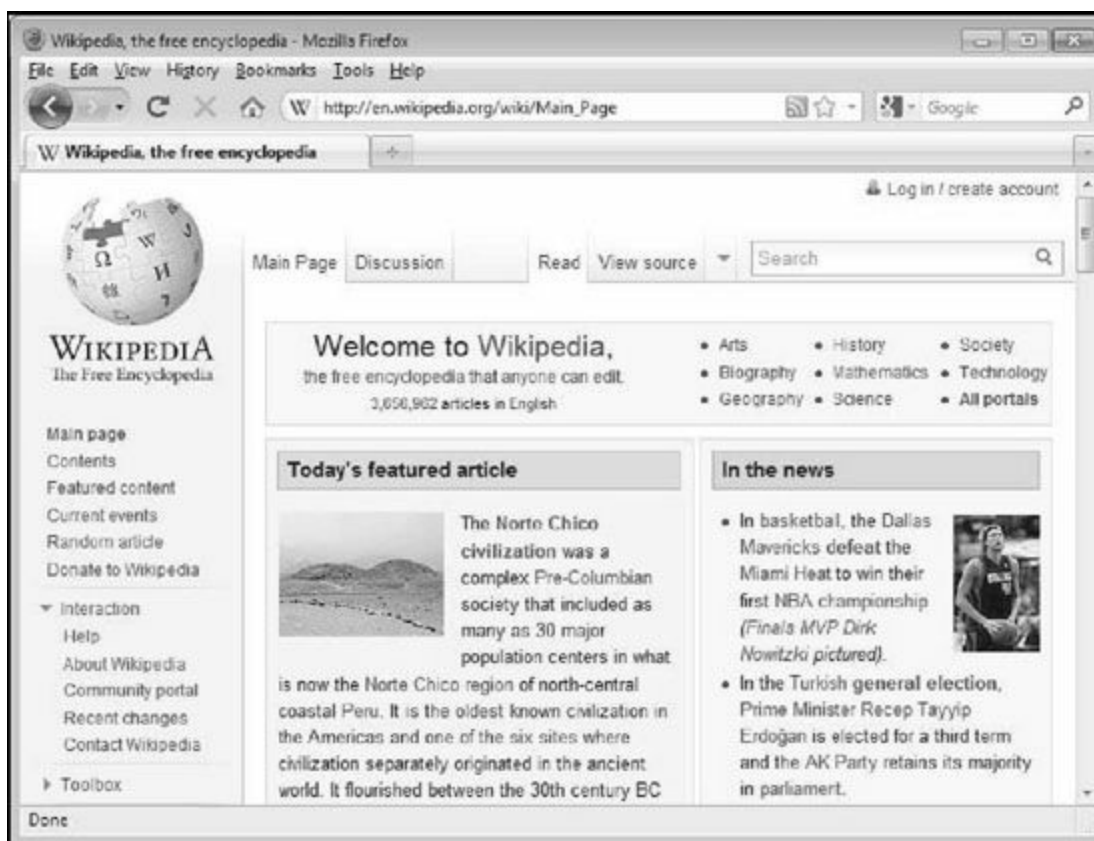 Wikipedia, the free encyclopedia - Mozilla Firefox
File Edit View History Bookmarks Tools Help
W http://en.wikipedia.org/wiki/Main_Page Google
W Wikipedia, the free encyclopedia
Log in / create account
Main Page Discussion Read View source Search
Ω W И 7
WIKIPEDIA
The Free Encyclopedia
Main page
Contents
Featured content
Current events
Random article
Donate to Wikipedia
Interaction
Help
About Wikipedia
Community portal
Recent changes
Contact Wikipedia
Toolbox
Welcome to Wikipedia,
the free encyclopedia that anyone can edit.
3,656,962 articles in English
• Arts • History • Society
• Biography • Mathematics • Technology
• Geography • Science • All portals
Today's featured article
The Norte Chico
civilization was a
complex Pre-Columbian
society that included as
many as 30 major
population centers in what
is now the Norte Chico region of north-central
coastal Peru. It is the oldest known civilization in
the Americas and one of the six sites where
civilization separately originated in the ancient
world. It flourished between the 30th century BC
In the news
• In basketball, the Dallas
Mavericks defeat the
Miami Heat to win their
first NBA championship
(Finals MVP Dirk
Nowitzki pictured).
• In the Turkish general election,
Prime Minister Recep Tayyip
Erdoğan is elected for a third term
and the AK Party retains its majority
in parliament.
Done